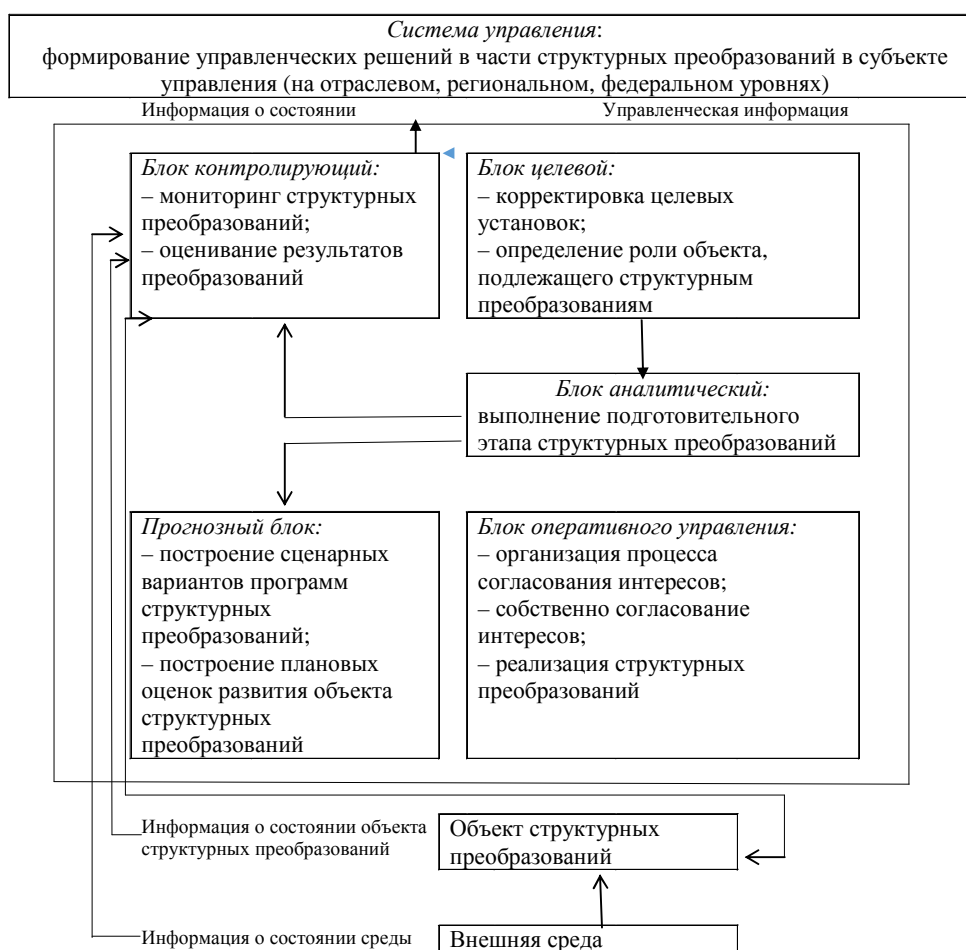 Система управления:
формирование управленческих решений в части структурных преобразований в субъекте
управления (на отраслевом, региональном, федеральном уровнях)
Информация о состоянии
Управленческая информация
Блок контролирующий:
– мониторинг структурных
преобразований;
– оценивание результатов
преобразований
Блок целевой:
– корректировка целевых
установок;
– определение роли объекта,
подлежащего структурным
преобразованиям
Блок аналитический:
выполнение подготовительного
этапа структурных преобразований
Прогнозный блок:
– построение сценарных
вариантов программ
структурных
преобразований;
– построение плановых
оценок развития объекта
структурных
преобразований
Блок оперативного управления:
– организация процесса
согласования интересов;
– собственно согласование
интересов;
– реализация структурных
преобразований
Информация о состоянии объекта
структурных преобразований
Объект структурных
преобразований
Информация о состоянии среды
Внешняя среда